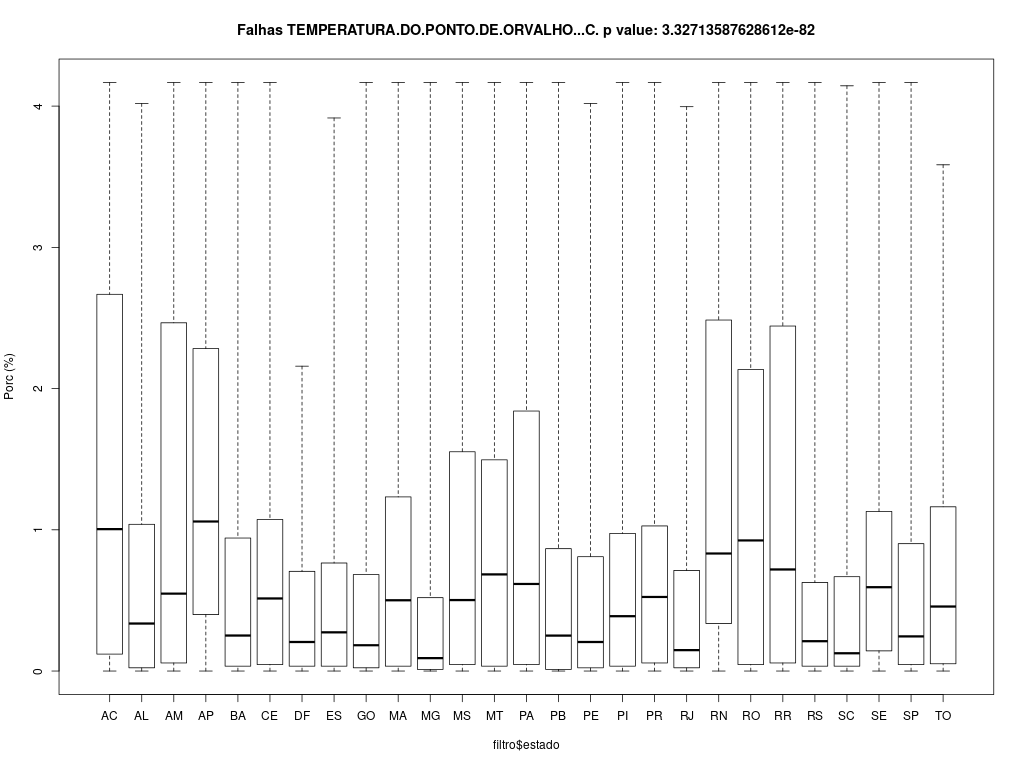 Falhas TEMPERATURA.DO.PONTO.DE.ORVALHO...C. p value: 3.32713587628612e-82
Porc (%)
4
3
2
1
0
AC AL AM AP BA CE DF ES GO MA MG MS MT PA PB PE PI PR RJ RN RO RR RS SC SE SP TO
filtro$estado